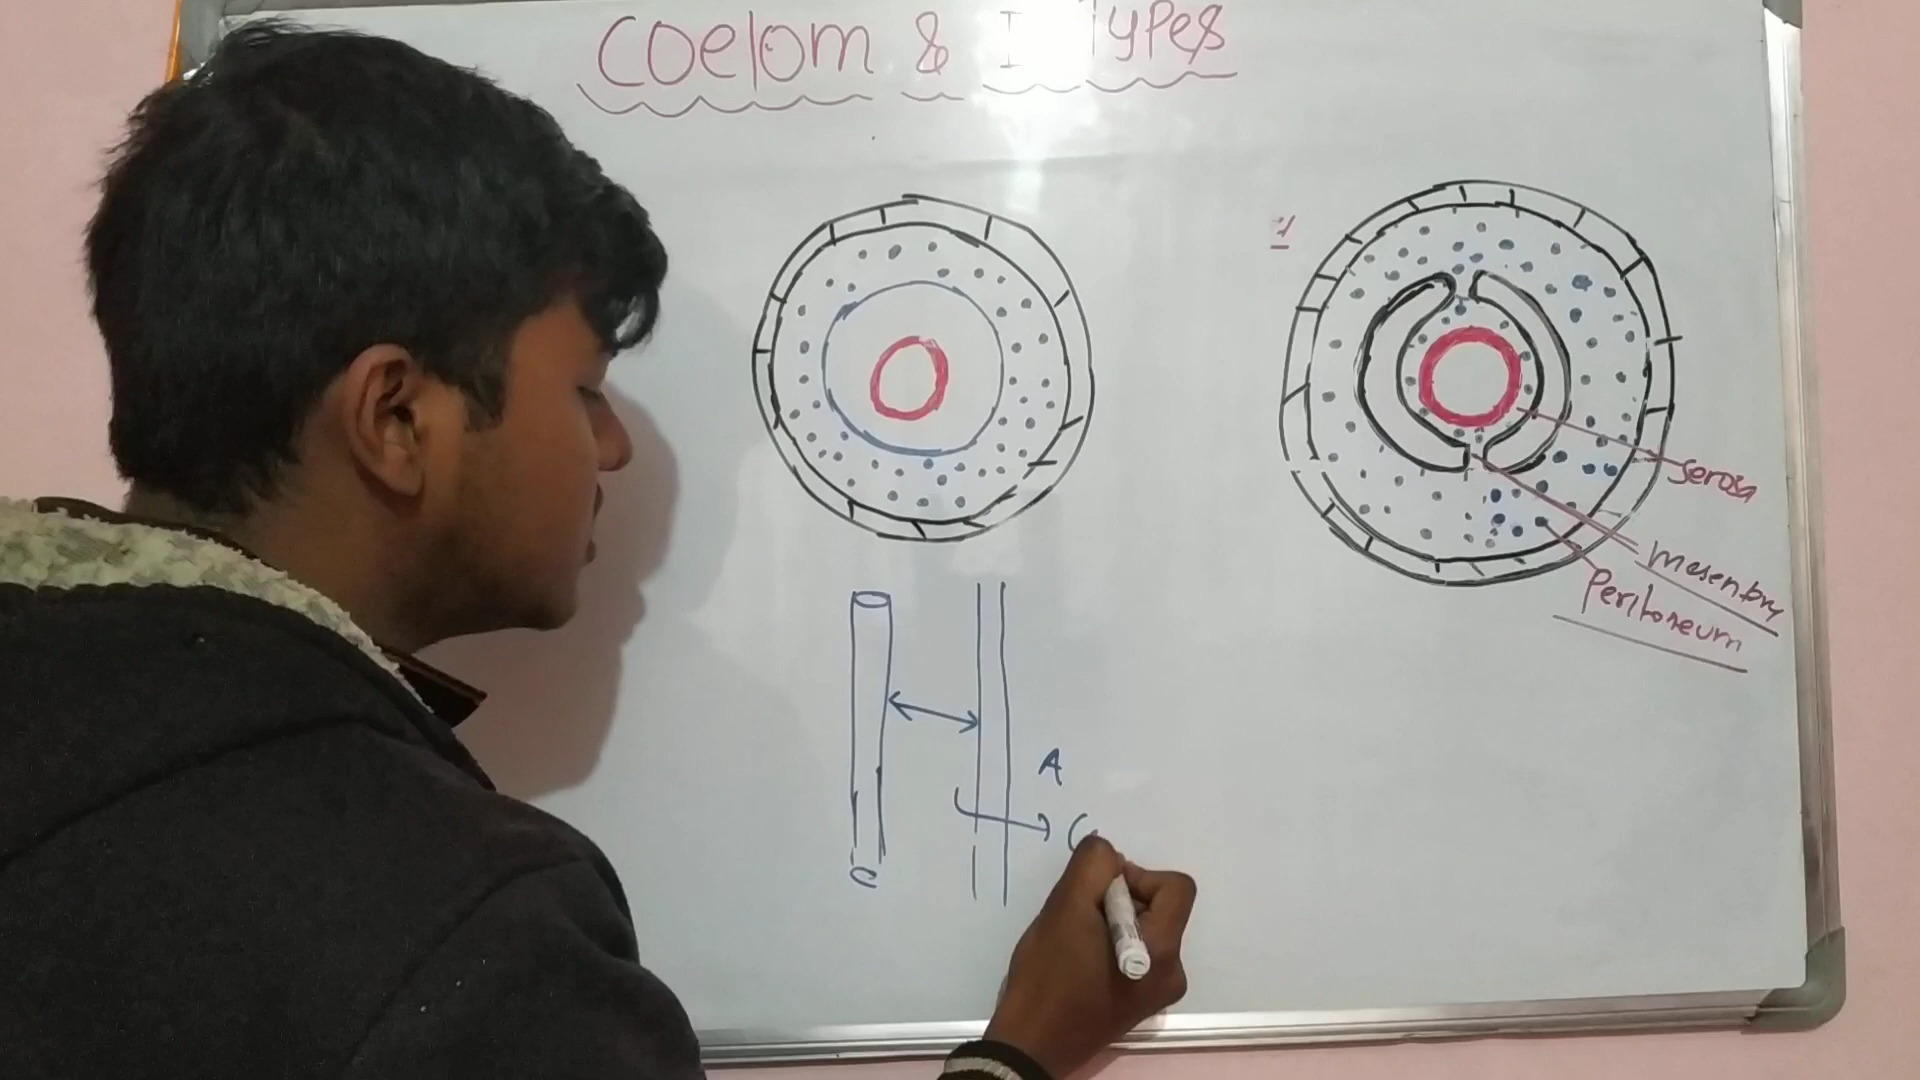 Coelom & I Types
serosa
mesentry
Peritoneum
A
(